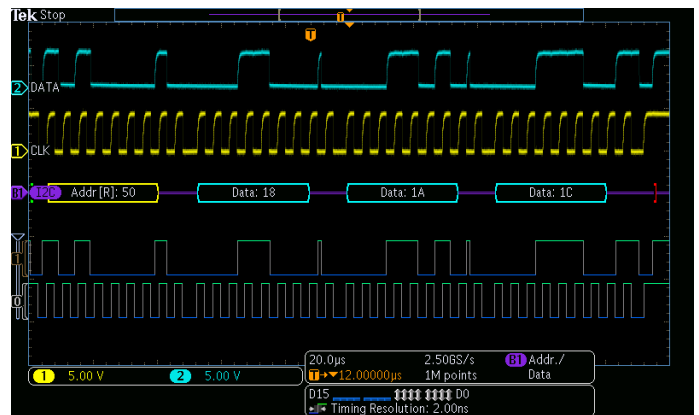 Tek Stop
T
T
2 DATA
1 CLK
B1 I2C Addr[R]: 50 Data: 18 Data: 1A Data: 1C
1
0
20.0µs 2.50GS/s B1 Addr./
T→▼12.00000µs 1M points Data
1 5.00 V 2 5.00 V
D15 D0
Timing Resolution: 2.00ns